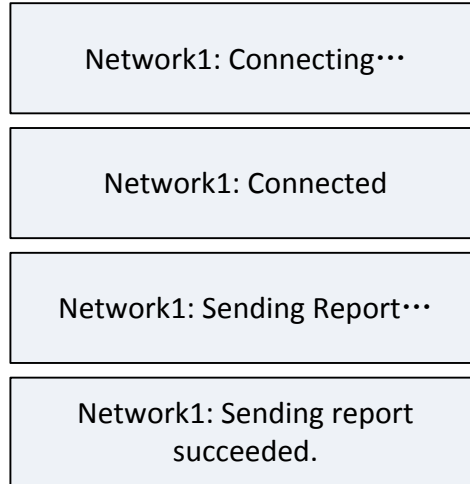 Network1: Connecting···
Network1: Connected
Network1: Sending Report···
Network1: Sending report
succeeded.